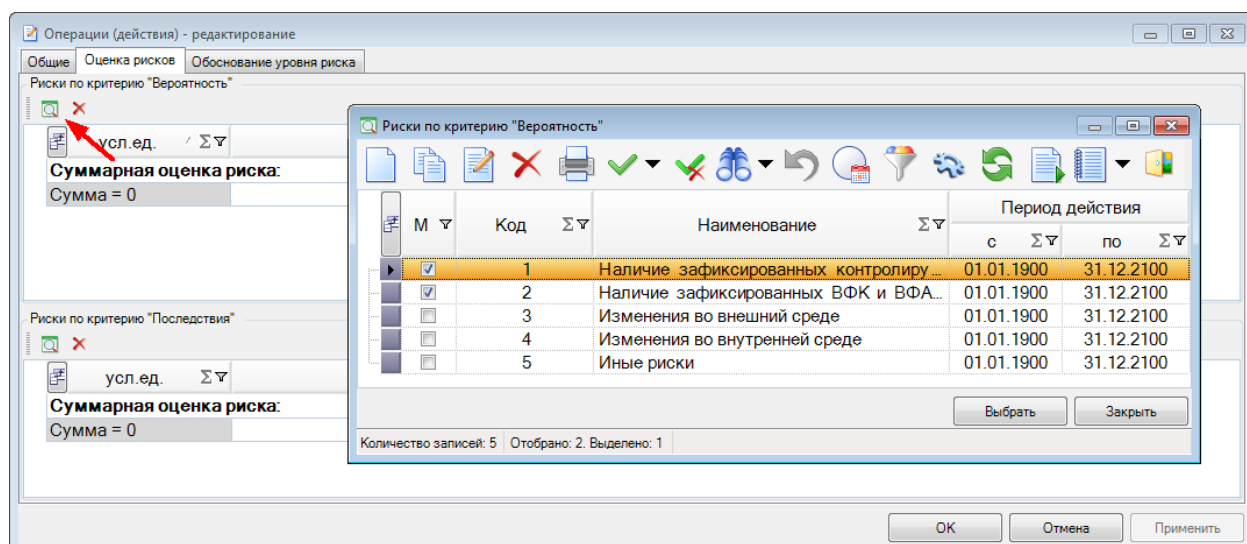 Операции (действия) - редактирование
Общие Оценка рисков Обоснование уровня риска
Риски по критерию "Вероятность"
усл.ед.
Суммарная оценка риска:
Сумма = 0
Риски по критерию "Последствия"
усл.ед.
Суммарная оценка риска:
Сумма = 0
Риски по критерию "Вероятность"
М Код Наименование Период действия
с по
1 Наличие зафиксированных контролиру... 01.01.1900 31.12.2100
2 Наличие зафиксированных ВФК и ВФА... 01.01.1900 31.12.2100
3 Изменения во внешний среде 01.01.1900 31.12.2100
4 Изменения во внутренней среде 01.01.1900 31.12.2100
5 Иные риски 01.01.1900 31.12.2100
Выбрать Закрыть
Количество записей: 5 Отобрано: 2. Выделено: 1
OK Отмена Применить